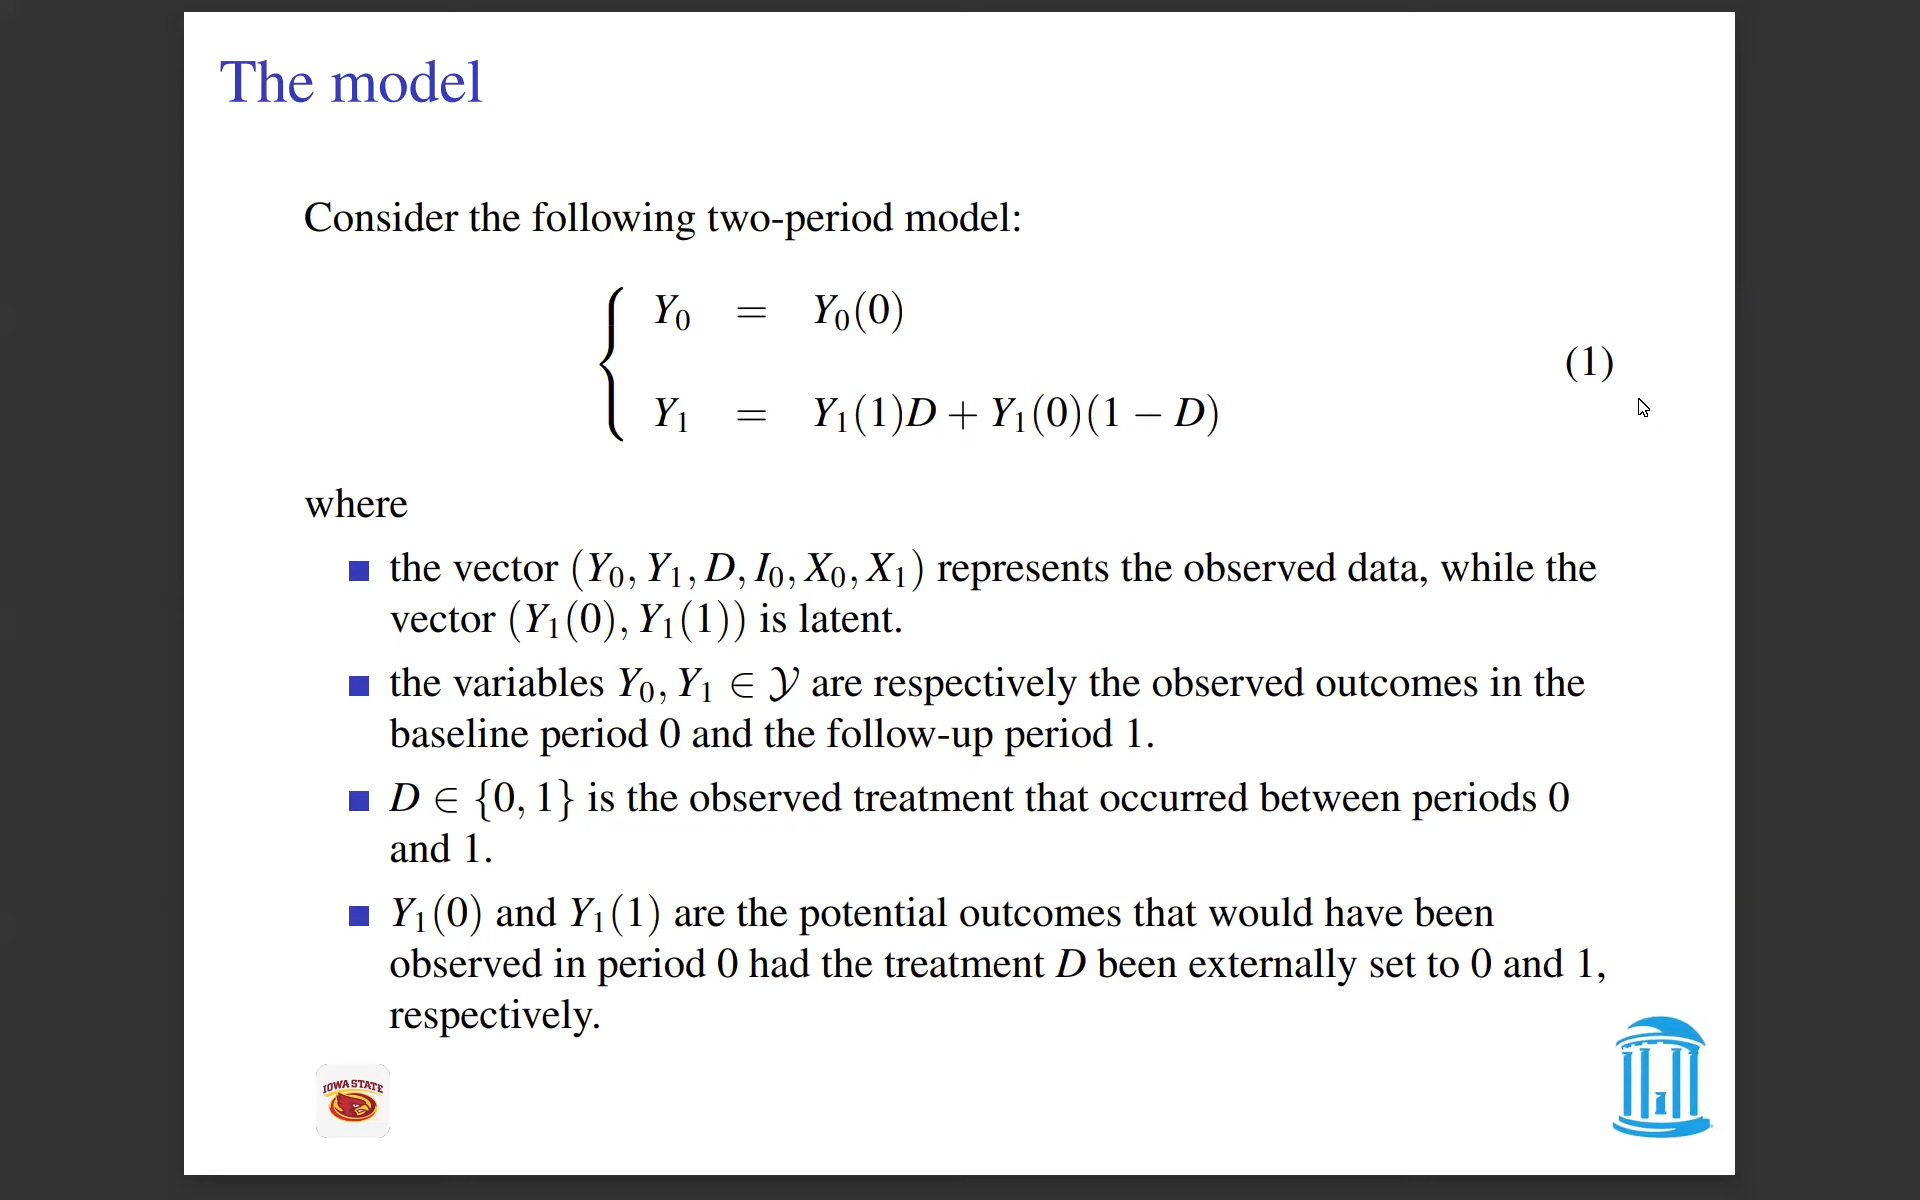 The model
Consider the following two-period model:
Y₀ = Y₀(0)
(1)
Y₁ = Y₁(1)D + Y₁(0)(1 − D)
where
■ the vector (Y₀, Y₁, D, I₀, X₀, X₁) represents the observed data, while the
vector (Y₁(0), Y₁(1)) is latent.
■ the variables Y₀, Y₁ ∈ 𝒴 are respectively the observed outcomes in the
baseline period 0 and the follow-up period 1.
■ D ∈ {0, 1} is the observed treatment that occurred between periods 0
and 1.
■ Y₁(0) and Y₁(1) are the potential outcomes that would have been
observed in period 0 had the treatment D been externally set to 0 and 1,
respectively.
IOWA STATE